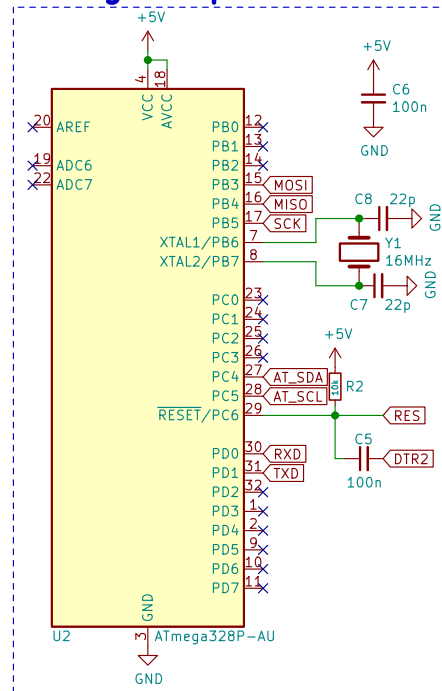 +5V
4
VCC
18
AVCC
20 AREF
19 ADC6
22 ADC7
PB0 12
PB1 13
PB2 14
PB3 15 MOSI
PB4 16 MISO
PB5 17 SCK
XTAL1/PB6 7
XTAL2/PB7 8
PC0 23
PC1 24
PC2 25
PC3 26
PC4 27 AT_SDA
PC5 28 AT_SCL
RESET/PC6 29
PD0 30 RXD
PD1 31 TXD
PD2 32
PD3 1
PD4 2
PD5 9
PD6 10
PD7 11
GND
3
U2 ATmega328P-AU
GND
+5V
C6
100n
GND
C8 22p
GND
Y1
16MHz
C7 22p
GND
+5V
10k
R2
RES
C5
100n
DTR2